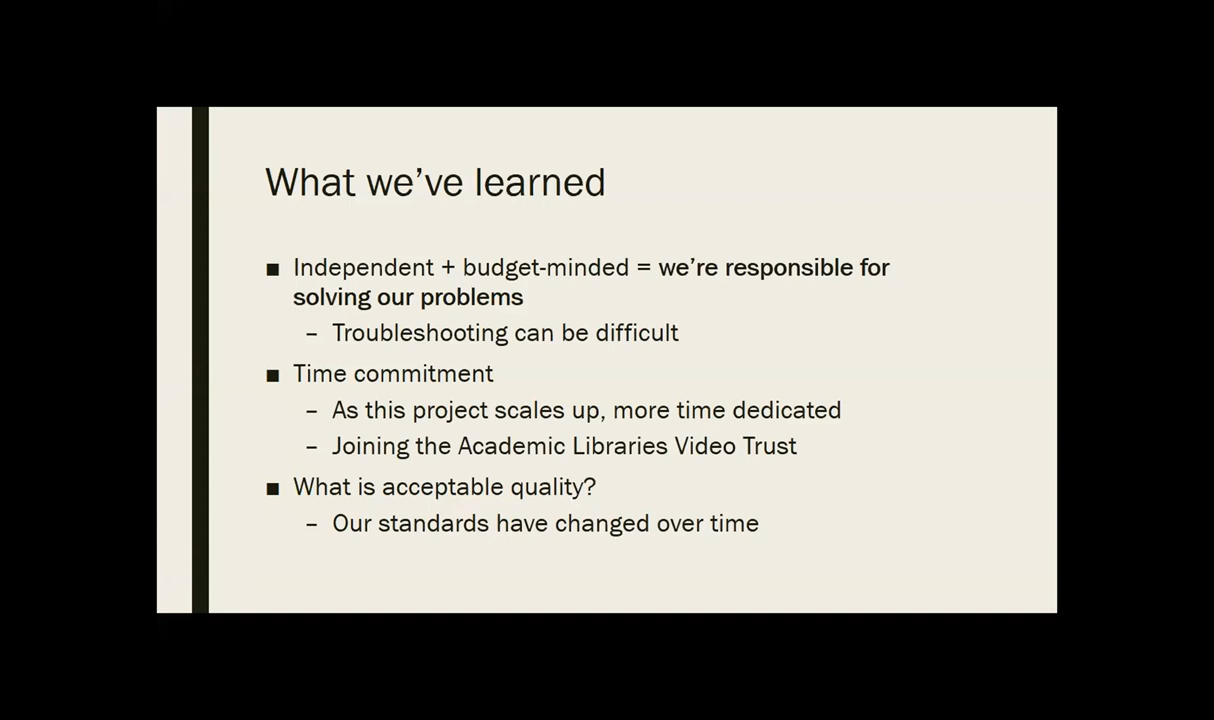 What we’ve learned
■ Independent + budget-minded = we’re responsible for
solving our problems
– Troubleshooting can be difficult
■ Time commitment
– As this project scales up, more time dedicated
– Joining the Academic Libraries Video Trust
■ What is acceptable quality?
– Our standards have changed over time